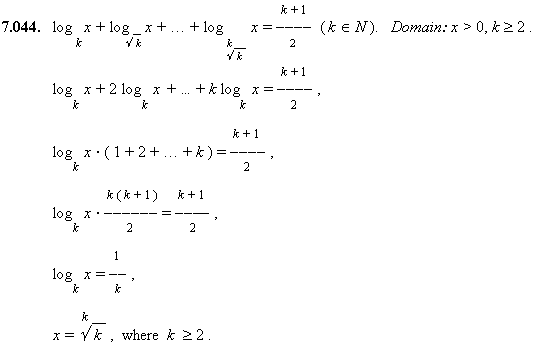 7.044. log_k x + log_√k x + ... + log_ᵏ√k x = (k + 1)/2 (k ∈ N). Domain: x > 0, k ≥ 2 .
log_k x + 2 log_k x + ... + k log_k x = (k + 1)/2 ,
log_k x · ( 1 + 2 + ... + k ) = (k + 1)/2 ,
log_k x · k ( k + 1 )/2 = (k + 1)/2 ,
log_k x = 1/k ,
x = ᵏ√k , where k ≥ 2 .